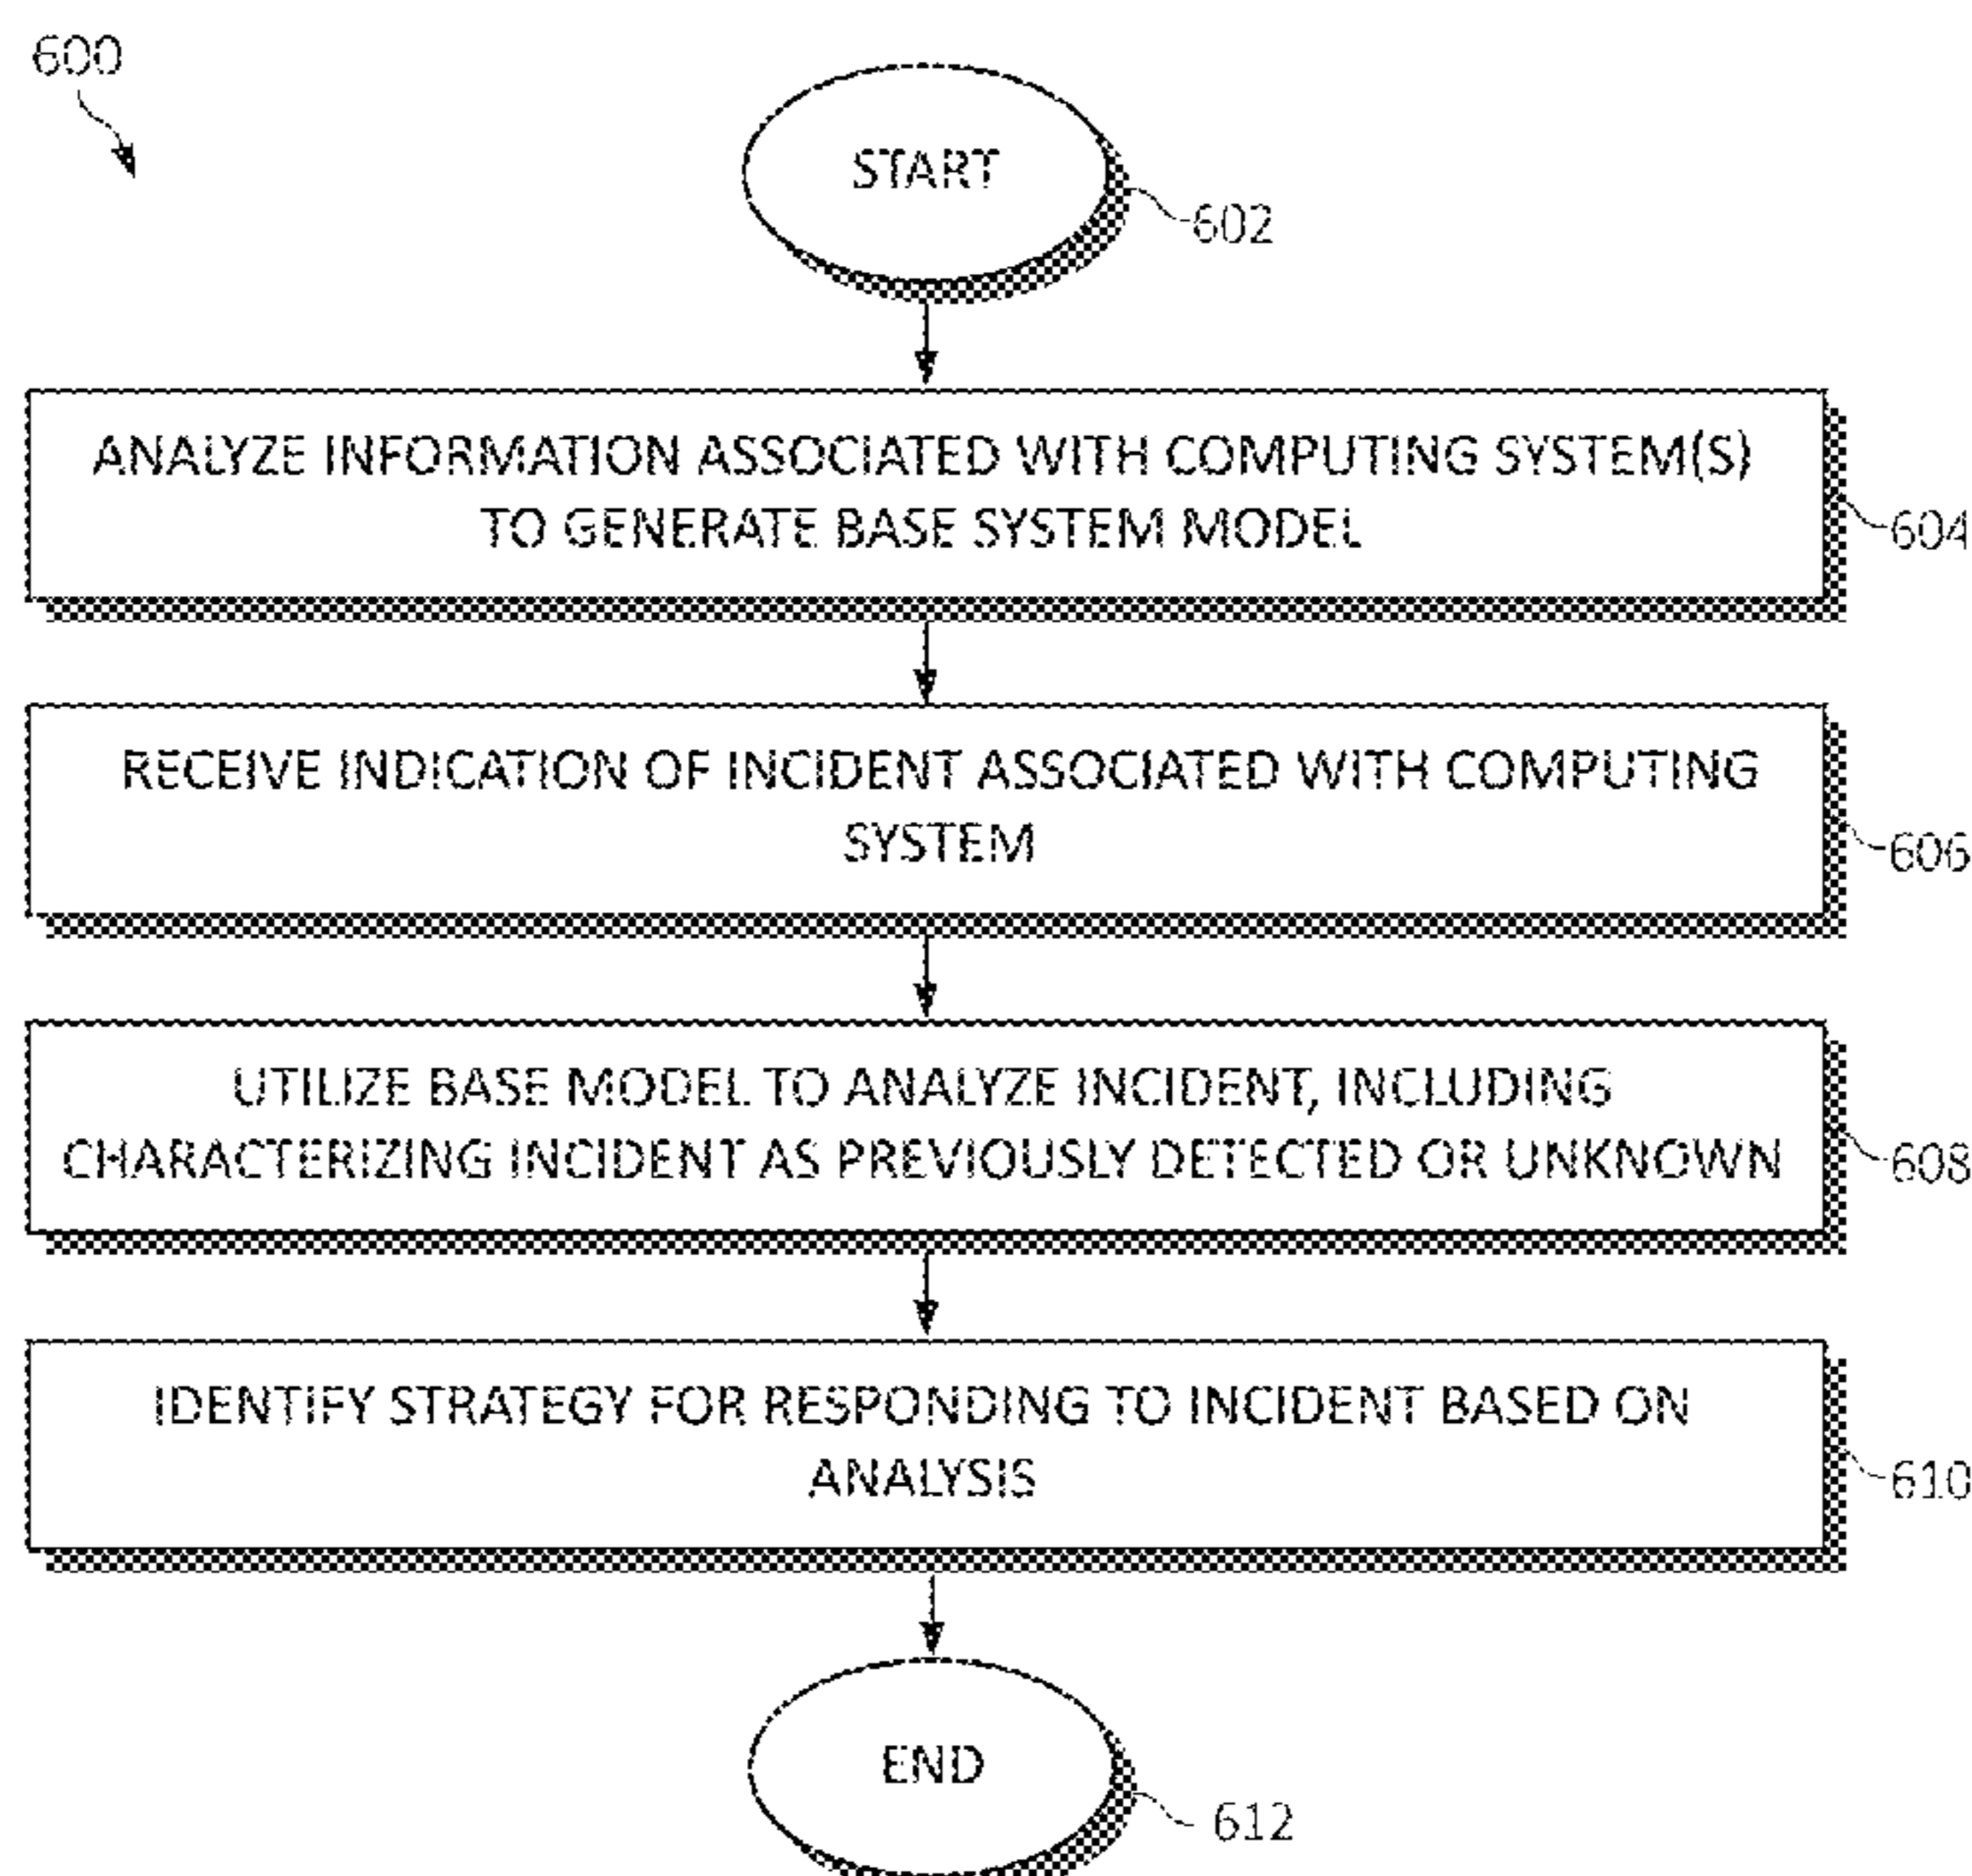 600
START
602
ANALYZE INFORMATION ASSOCIATED WITH COMPUTING SYSTEM(S)
TO GENERATE BASE SYSTEM MODEL
604
RECEIVE INDICATION OF INCIDENT ASSOCIATED WITH COMPUTING
SYSTEM
606
UTILIZE BASE MODEL TO ANALYZE INCIDENT, INCLUDING
CHARACTERIZING INCIDENT AS PREVIOUSLY DETECTED OR UNKNOWN
608
IDENTIFY STRATEGY FOR RESPONDING TO INCIDENT BASED ON
ANALYSIS
610
END
612